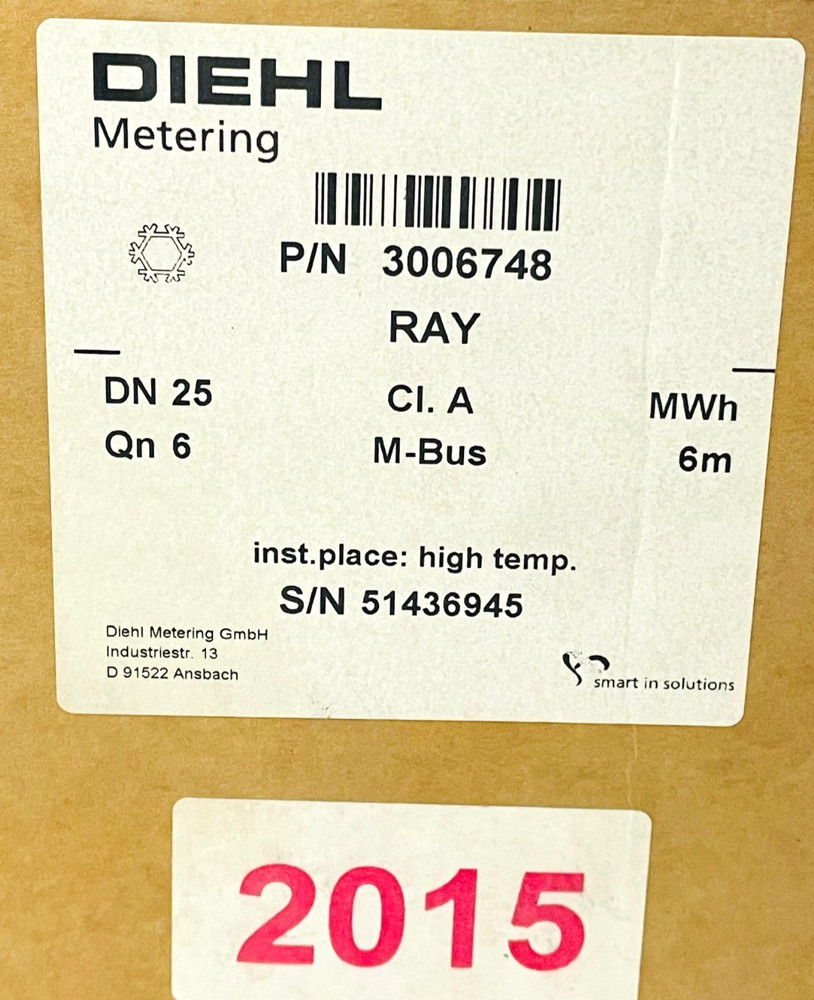 DIEHL
Metering
P/N 3006748
RAY
DN 25 Cl. A MWh
Qn 6 M-Bus 6m
inst.place: high temp.
S/N 51436945
Diehl Metering GmbH
Industriestr. 13
D 91522 Ansbach
smart in solutions
2015